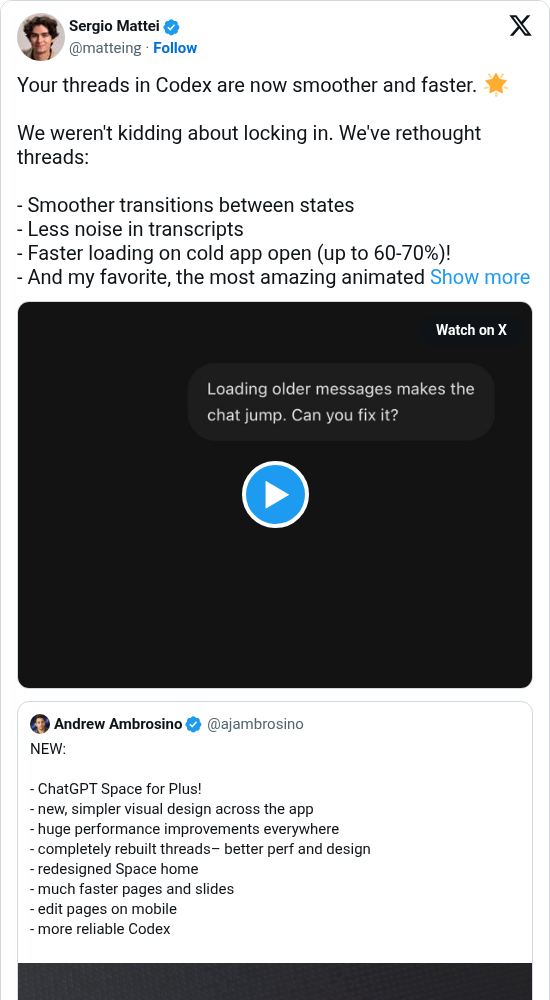 Sergio Mattei
@matteing · Follow
Your threads in Codex are now smoother and faster. 🌟
We weren't kidding about locking in. We've rethought
threads:
- Smoother transitions between states
- Less noise in transcripts
- Faster loading on cold app open (up to 60-70%)!
- And my favorite, the most amazing animated Show more
Watch on X
Loading older messages makes the
chat jump. Can you fix it?
Andrew Ambrosino @ajambrosino
NEW:
- ChatGPT Space for Plus!
- new, simpler visual design across the app
- huge performance improvements everywhere
- completely rebuilt threads– better perf and design
- redesigned Space home
- much faster pages and slides
- edit pages on mobile
- more reliable Codex